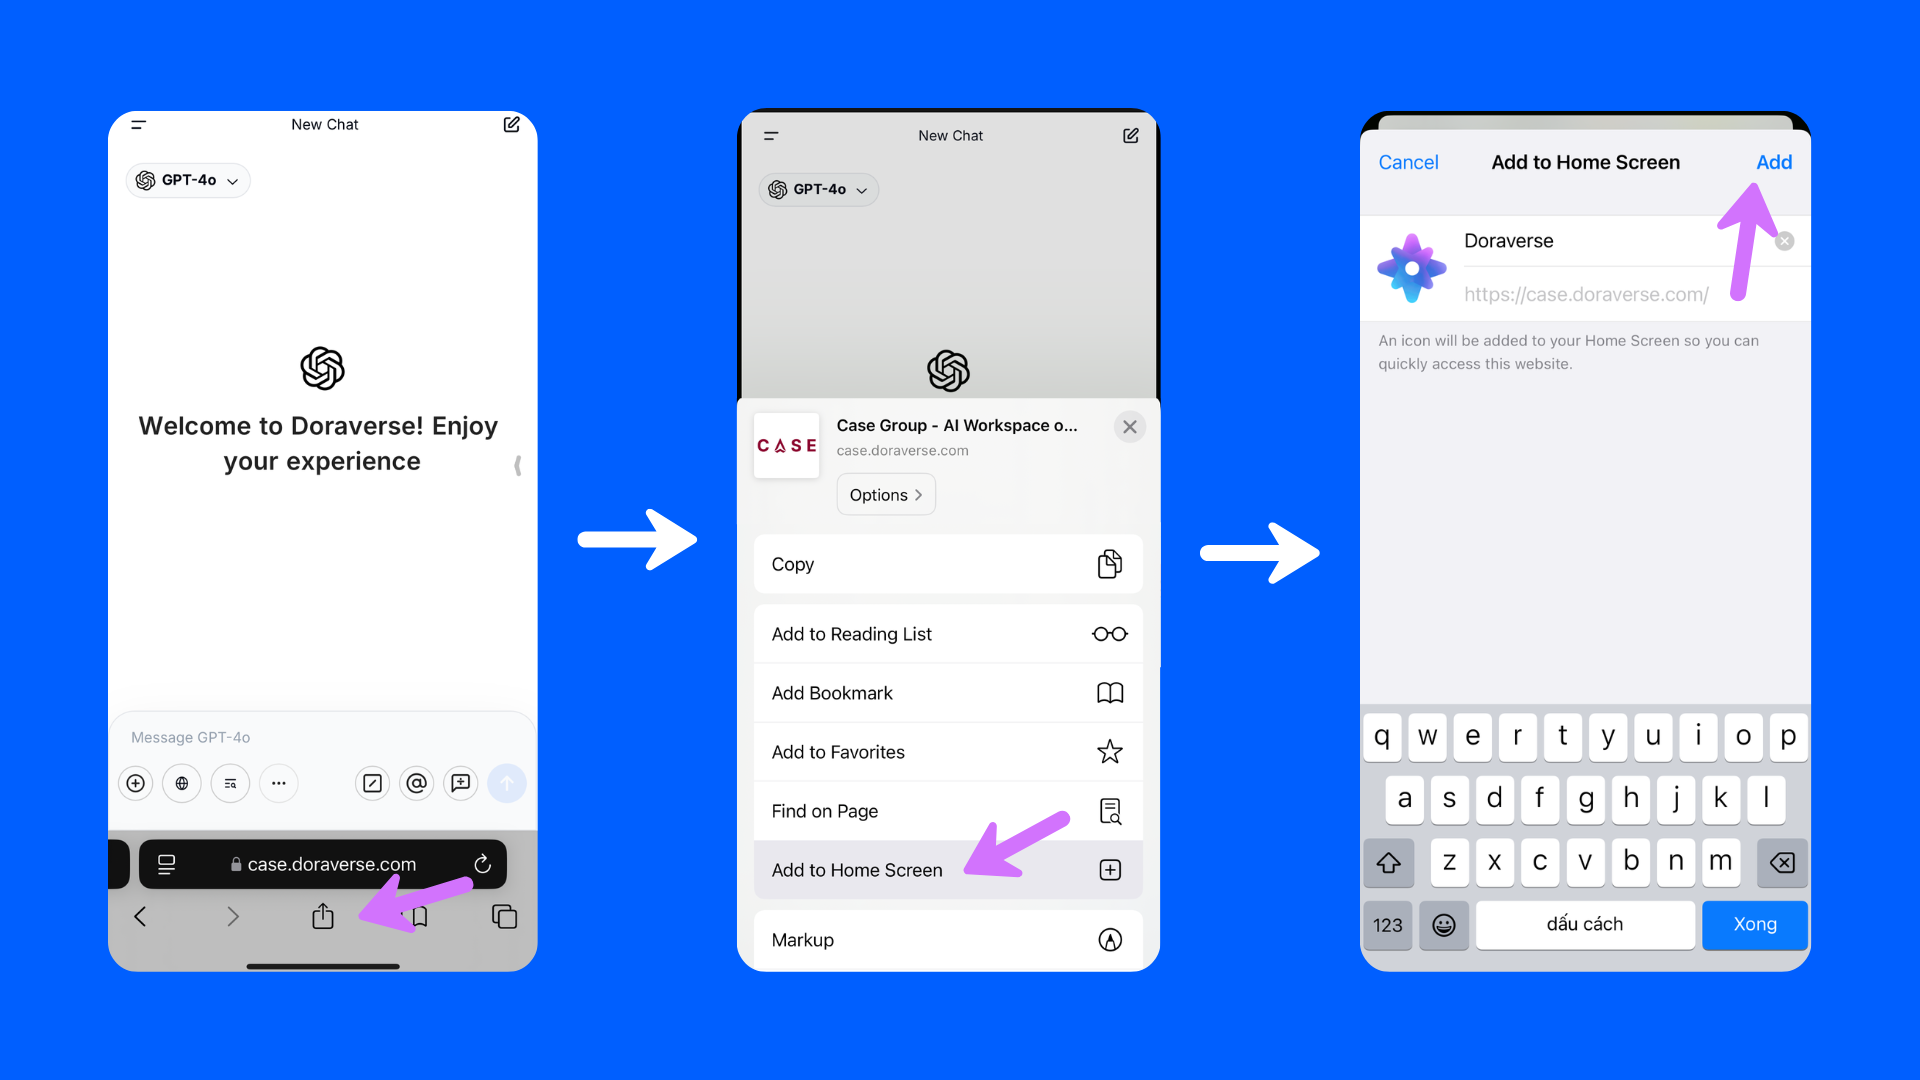 New Chat
GPT-4o
Welcome to Doraverse! Enjoy
your experience
Message GPT-4o
case.doraverse.com
New Chat
GPT-4o
CASE
Case Group - AI Workspace o...
case.doraverse.com
Options
Copy
Add to Reading List
Add Bookmark
Add to Favorites
Find on Page
Add to Home Screen
Markup
Cancel
Add to Home Screen
Add
Doraverse
https://case.doraverse.com/
An icon will be added to your Home Screen so you can
quickly access this website.
q w e r t y u i o p
a s d f g h j k l
z x c v b n m
123
dấu cách
Xong